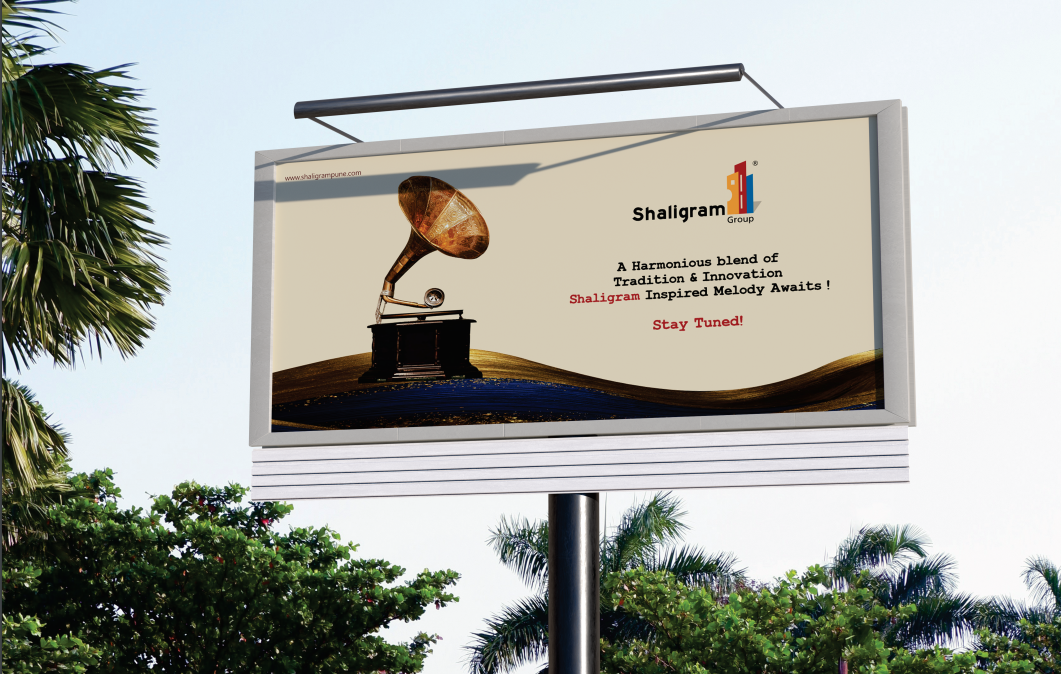 www.shaligrampune.com
Shaligram
Group
®
A Harmonious blend of
Tradition & Innovation
Shaligram Inspired Melody Awaits !
Stay Tuned!